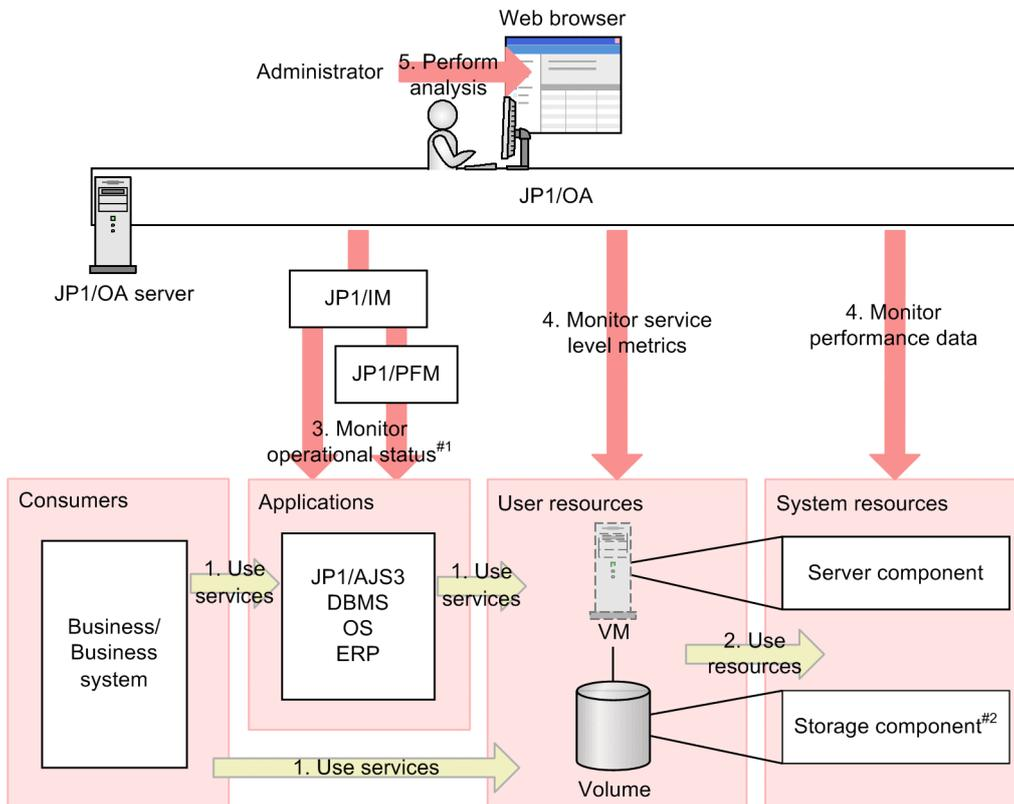 Web browser
Administrator
5. Perform
analysis
JP1/OA
JP1/OA server
JP1/IM
JP1/PFM
3. Monitor
operational status#1
4. Monitor service
level metrics
4. Monitor
performance data
Consumers
Applications
User resources
System resources
Business/
Business
system
1. Use
services
JP1/AJS3
DBMS
OS
ERP
1. Use
services
VM
Server component
2. Use
resources
Storage component#2
1. Use services
Volume